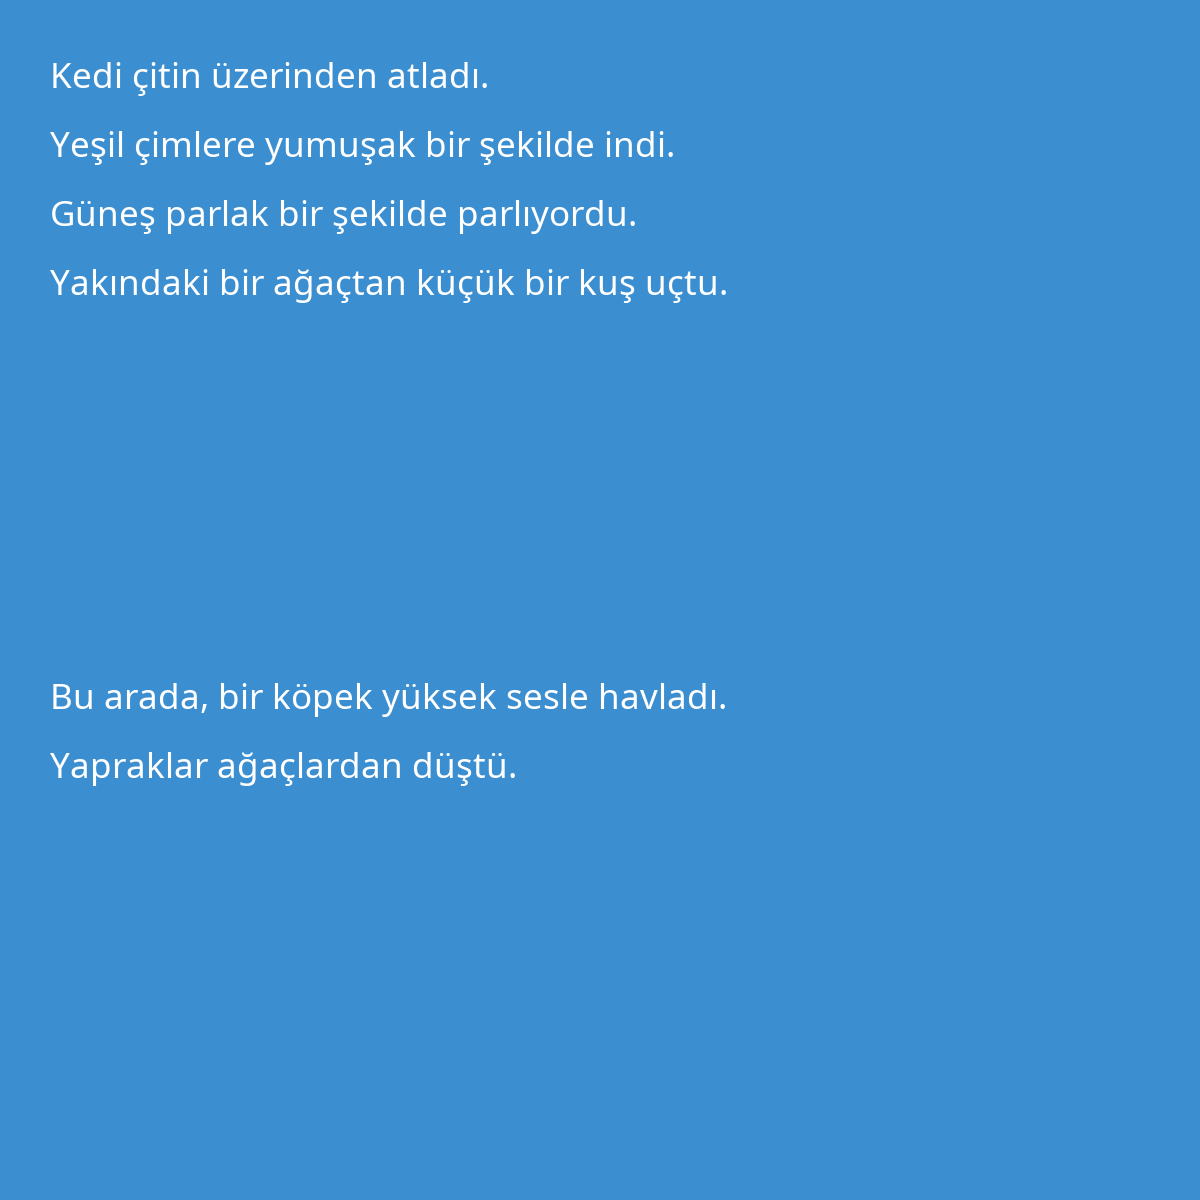 Kedi çitin üzerinden atladı.
Yeşil çimlere yumuşak bir şekilde indi.
Güneş parlak bir şekilde parlıyordu.
Yakındaki bir ağaçtan küçük bir kuş uçtu.
Bu arada, bir köpek yüksek sesle havladı.
Yapraklar ağaçlardan düştü.